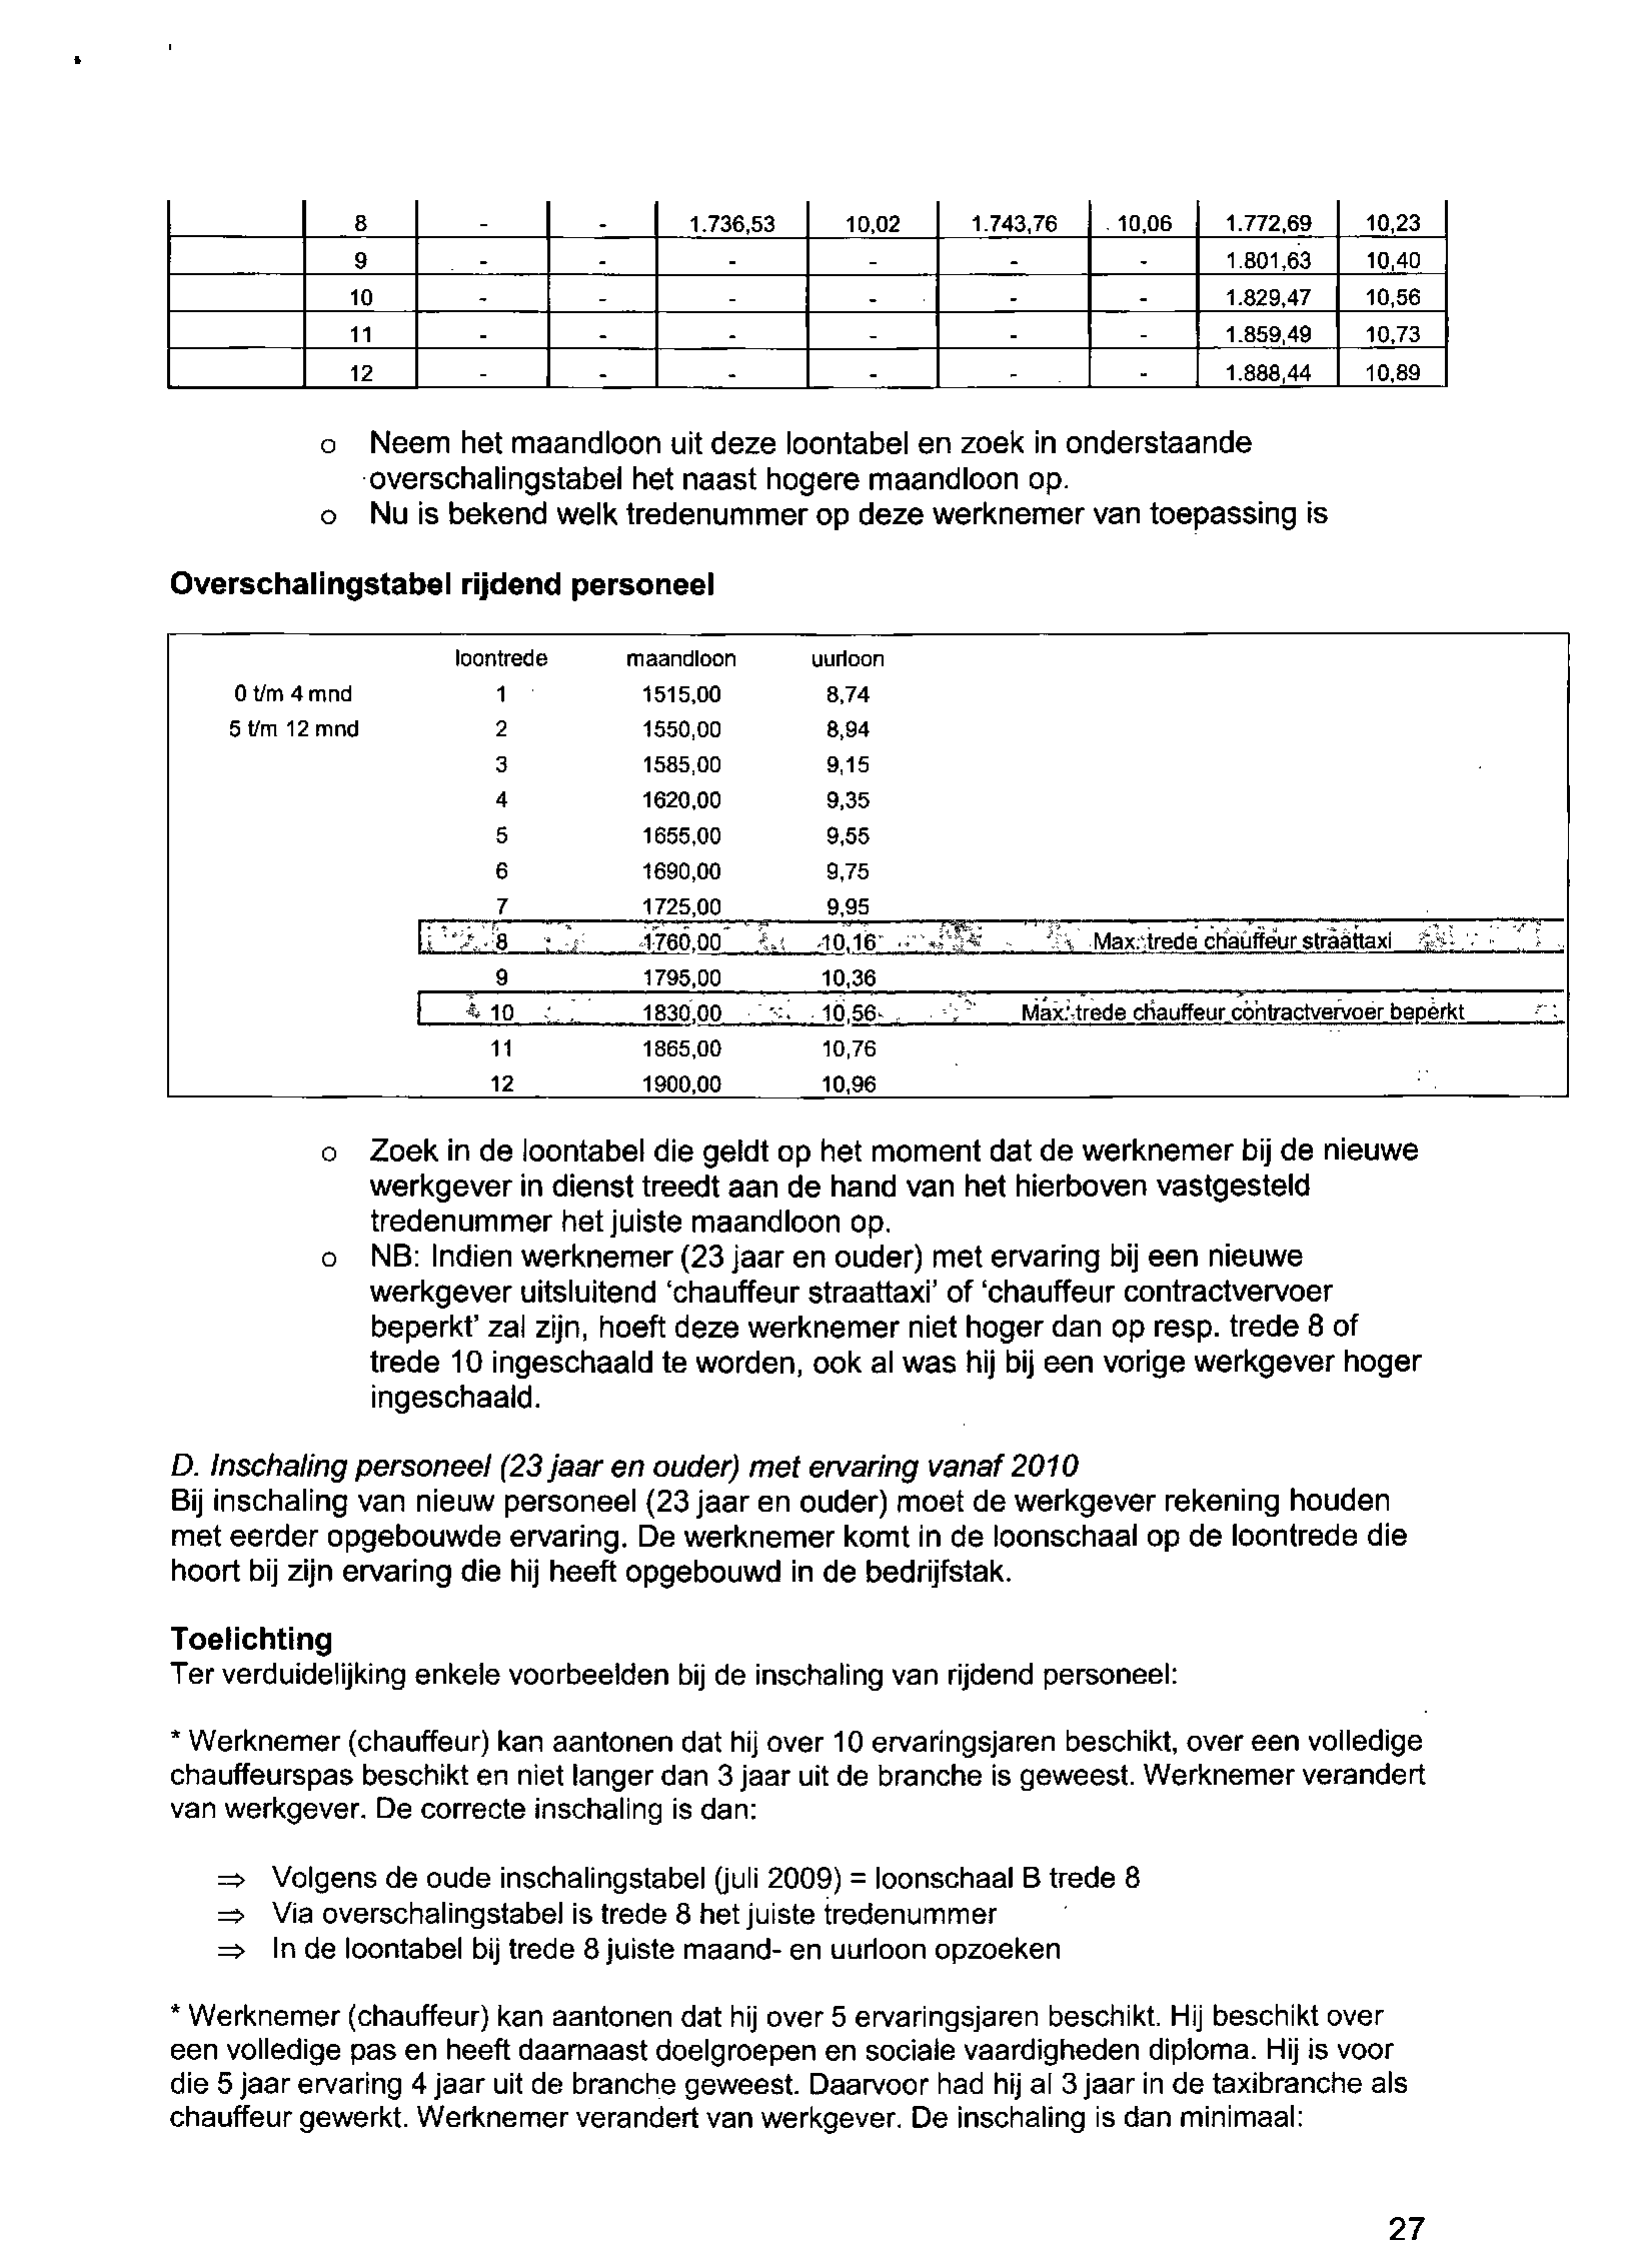 8 - - 1.736,53 10,02 1.743,76 10,06 1.772,69 10,23
9 - - - - - - 1.801,63 10,40
10 - - - - - - 1.829,47 10,56
11 - - - - - - 1.859,49 10,73
12 - - - - - - 1.888,44 10,89
o Neem het maandloon uit deze loontabel en zoek in onderstaande
overschalingstabel het naast hogere maandloon op.
o Nu is bekend welk tredenummer op deze werknemer van toepassing is
Overschalingstabel rijdend personeel
loontrede maandloon uurloon
0 t/m 4 mnd 1 1515,00 8,74
5 t/m 12 mnd 2 1550,00 8,94
3 1585,00 9,15
4 1620,00 9,35
5 1655,00 9,55
6 1690,00 9,75
7 1725,00 9,95
8 1760,00 10,16 Max. trede chauffeur straattaxi
9 1795,00 10,36
10 1830,00 10,56 Max. trede chauffeur contractvervoer beperkt
11 1865,00 10,76
12 1900,00 10,96
o Zoek in de loontabel die geldt op het moment dat de werknemer bij de nieuwe
werkgever in dienst treedt aan de hand van het hierboven vastgesteld
tredenummer het juiste maandloon op.
o NB: Indien werknemer (23 jaar en ouder) met ervaring bij een nieuwe
werkgever uitsluitend ‘chauffeur straattaxi’ of ‘chauffeur contractvervoer
beperkt’ zal zijn, hoeft deze werknemer niet hoger dan op resp. trede 8 of
trede 10 ingeschaald te worden, ook al was hij bij een vorige werkgever hoger
ingeschaald.
D. Inschaling personeel (23 jaar en ouder) met ervaring vanaf 2010
Bij inschaling van nieuw personeel (23 jaar en ouder) moet de werkgever rekening houden
met eerder opgebouwde ervaring. De werknemer komt in de loonschaal op de loontrede die
hoort bij zijn ervaring die hij heeft opgebouwd in de bedrijfstak.
Toelichting
Ter verduidelijking enkele voorbeelden bij de inschaling van rijdend personeel:
* Werknemer (chauffeur) kan aantonen dat hij over 10 ervaringsjaren beschikt, over een volledige
chauffeurspas beschikt en niet langer dan 3 jaar uit de branche is geweest. Werknemer verandert
van werkgever. De correcte inschaling is dan:
⇒ Volgens de oude inschalingstabel (juli 2009) = loonschaal B trede 8
⇒ Via overschalingstabel is trede 8 het juiste tredenummer
⇒ In de loontabel bij trede 8 juiste maand- en uurloon opzoeken
* Werknemer (chauffeur) kan aantonen dat hij over 5 ervaringsjaren beschikt. Hij beschikt over
een volledige pas en heeft daarnaast doelgroepen en sociale vaardigheden diploma. Hij is voor
die 5 jaar ervaring 4 jaar uit de branche geweest. Daarvoor had hij al 3 jaar in de taxibranche als
chauffeur gewerkt. Werknemer verandert van werkgever. De inschaling is dan minimaal:
27